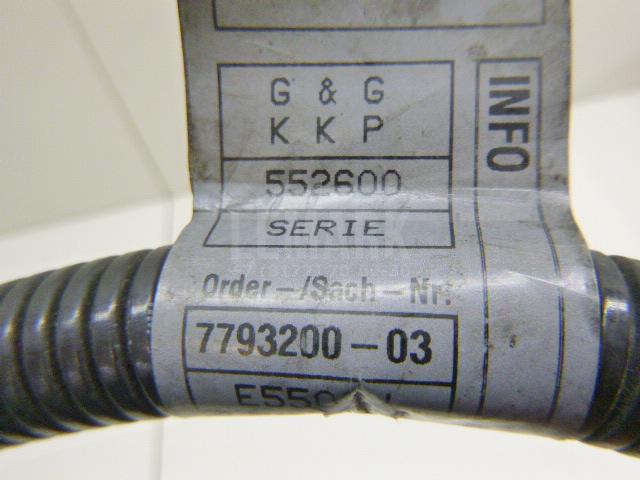 G & G
K K P
INFO
552600
SERIE
Order-/Sach-Nr.
7793200-03